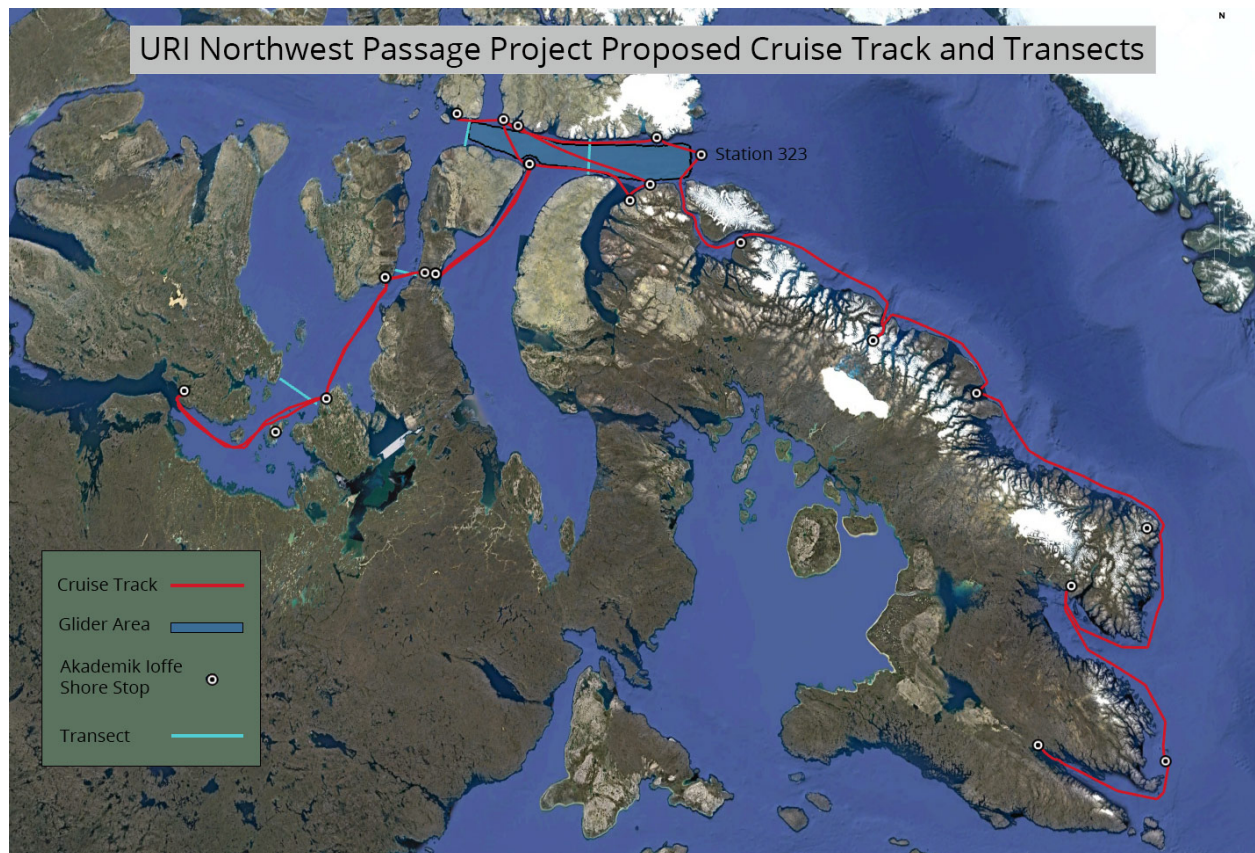 N
URI Northwest Passage Project Proposed Cruise Track and Transects
Station 323
Cruise Track
Glider Area
Akademik Ioffe
Shore Stop
Transect